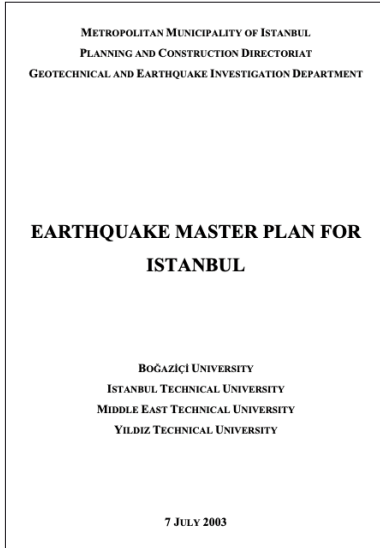 METROPOLITAN MUNICIPALITY OF ISTANBUL
PLANNING AND CONSTRUCTION DIRECTORIAT
GEOTECHNICAL AND EARTHQUAKE INVESTIGATION DEPARTMENT
EARTHQUAKE MASTER PLAN FOR
ISTANBUL
BOĞAZİÇİ UNIVERSITY
ISTANBUL TECHNICAL UNIVERSITY
MIDDLE EAST TECHNICAL UNIVERSITY
YILDIZ TECHNICAL UNIVERSITY
7 JULY 2003